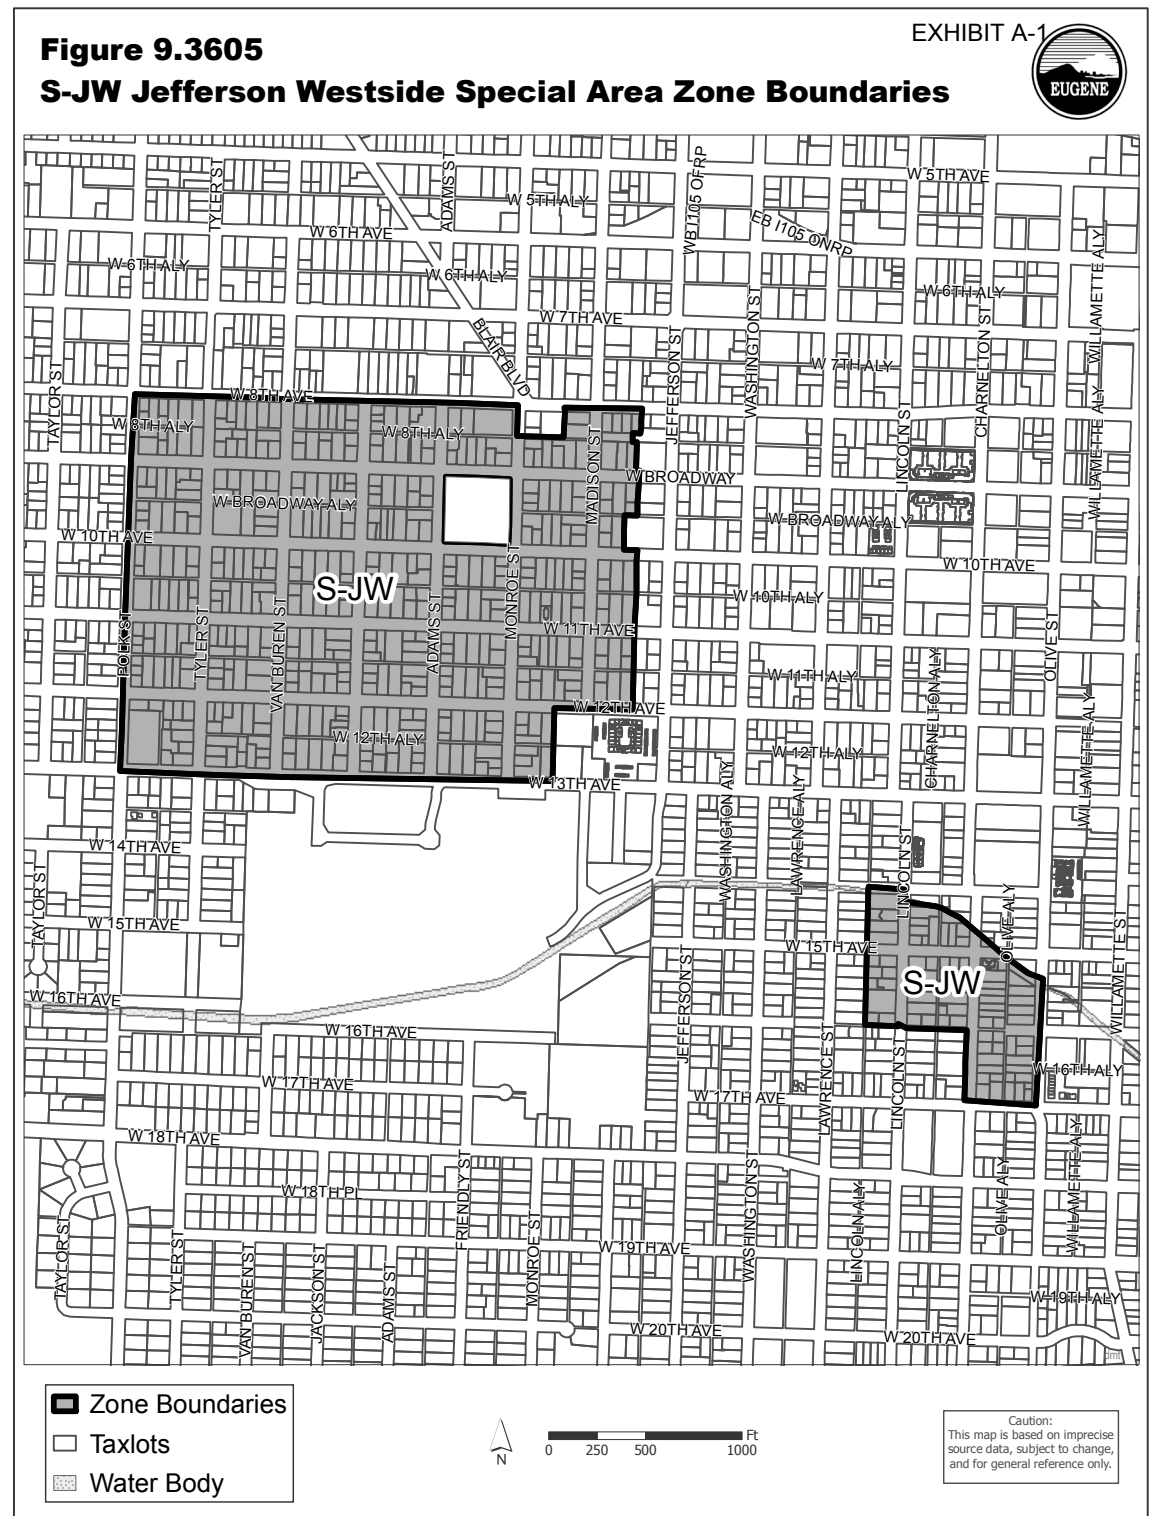 EXHIBIT A-1
Figure 9.3605
S-JW Jefferson Westside Special Area Zone Boundaries
EUGENE
W 5TH AVE
TYLER ST
ADAMS ST
W 5TH ALY
WB I105 OFRP
EB I105 ONRP
W 6TH AVE
W 6TH ALY
W 6TH ALY
W 6TH ALY
WILLAMETTE ALY
W 7TH AVE
BLAIR BLVD
JEFFERSON ST
WASHINGTON ST
CHARNELTON ST
W 7TH ALY
TAYLOR ST
W 8TH AVE
W 8TH ALY
W 8TH ALY
MADISON ST
LINCOLN ST
WILLAMETTE ALY
W BROADWAY
W BROADWAY ALY
W BROADWAY ALY
W 10TH AVE
W 10TH AVE
S-JW
MONROE ST
W 10TH ALY
POLK ST
TYLER ST
VAN BUREN ST
ADAMS ST
W 11TH AVE
OLIVE ST
W 11TH ALY
CHARNELTON ALY
W 12TH AVE
W 12TH ALY
W 12TH ALY
WILLAMETTE ALY
W 13TH AVE
WASHINGTON ALY
LAWRENCE ALY
W 14TH AVE
LINCOLN ST
TAYLOR ST
W 15TH AVE
W 15TH AVE
OLIVE ALY
WILLAMETTE ST
S-JW
JEFFERSON ST
W 16TH AVE
W 16TH AVE
LAWRENCE ST
LINCOLN ST
W 16TH ALY
W 17TH AVE
W 17TH AVE
W 18TH AVE
W 18TH PL
FRIENDLY ST
WASHINGTON ST
OLIVE ALY
WILLAMETTE ALY
TAYLOR ST
TYLER ST
VAN BUREN ST
JACKSON ST
ADAMS ST
MONROE ST
W 19TH AVE
LINCOLN ALY
W 19TH ALY
W 20TH AVE
W 20TH AVE
dmt
Zone Boundaries
Taxlots
Water Body
N
0 250 500 1000 Ft
Caution:
This map is based on imprecise
source data, subject to change,
and for general reference only.